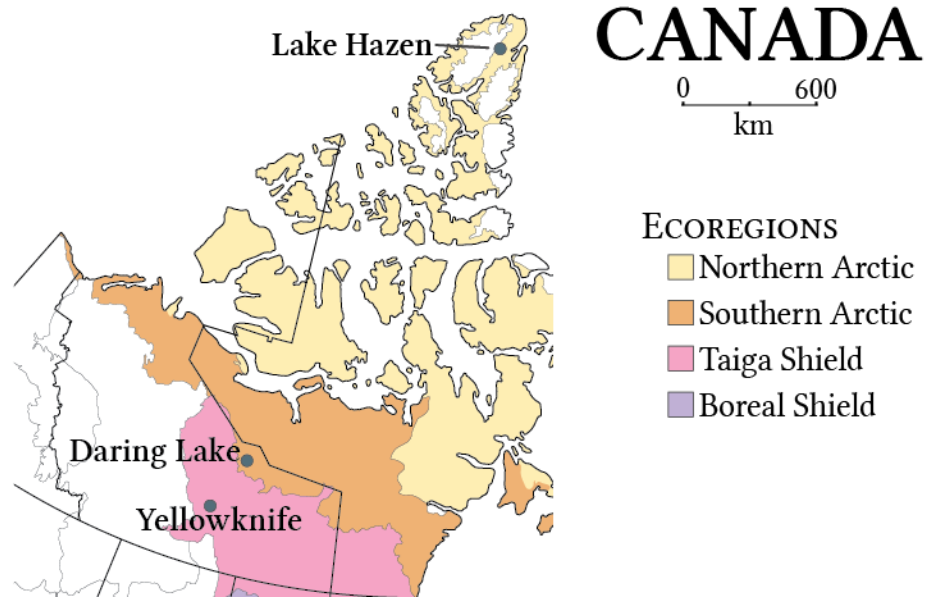 CANADA
Lake Hazen
0 600
km
ECOREGIONS
Northern Arctic
Southern Arctic
Taiga Shield
Boreal Shield
Daring Lake
Yellowknife